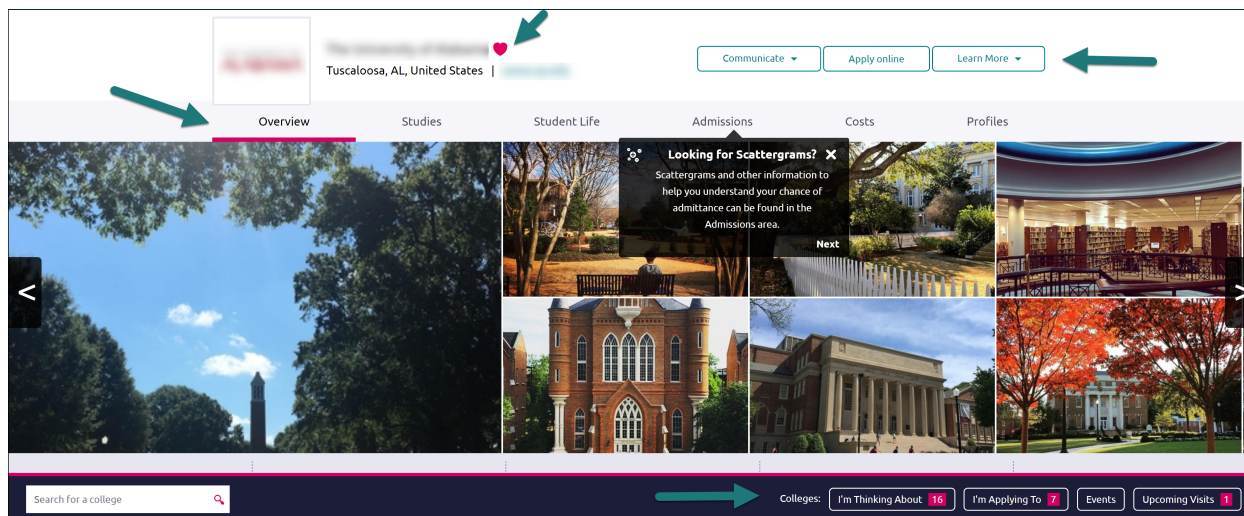 Tuscaloosa, AL, United States |
Communicate
Apply online
Learn More
Overview
Studies
Student Life
Admissions
Costs
Profiles
Looking for Scattergrams?
Scattergrams and other information to
help you understand your chance of
admittance can be found in the
Admissions area.
Next
<
>
Search for a college
Colleges:
I'm Thinking About 16
I'm Applying To 7
Events
Upcoming Visits 1